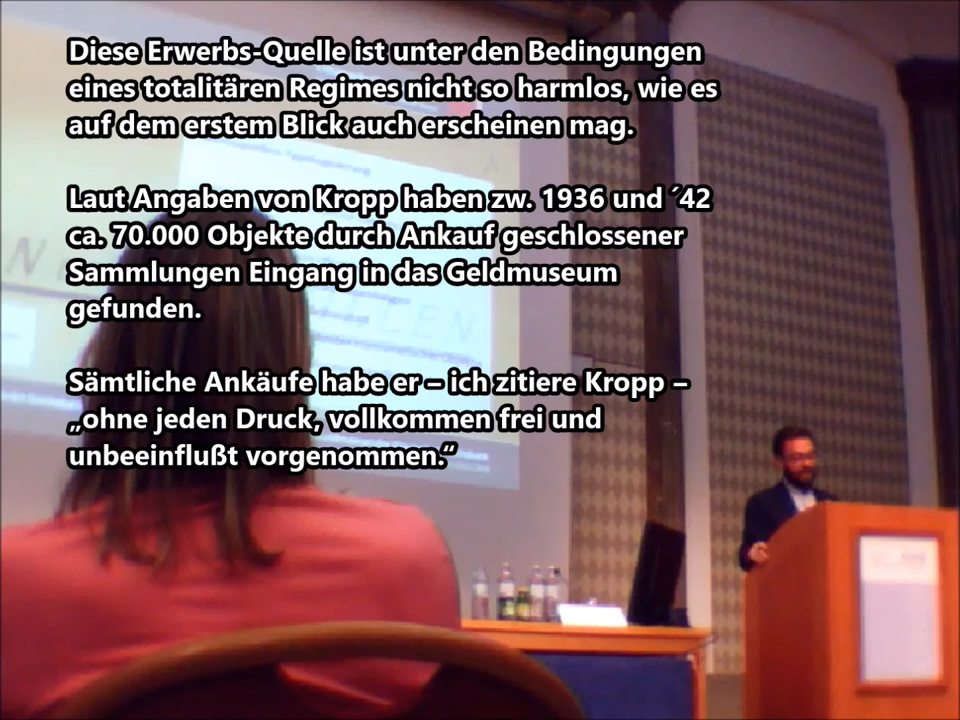 Diese Erwerbs-Quelle ist unter den Bedingungen
eines totalitären Regimes nicht so harmlos, wie es
auf dem erstem Blick auch erscheinen mag.
Laut Angaben von Kropp haben zw. 1936 und ´42
ca. 70.000 Objekte durch Ankauf geschlossener
Sammlungen Eingang in das Geldmuseum
gefunden.
Sämtliche Ankäufe habe er – ich zitiere Kropp –
„ohne jeden Druck, vollkommen frei und
unbeeinflußt vorgenommen.“